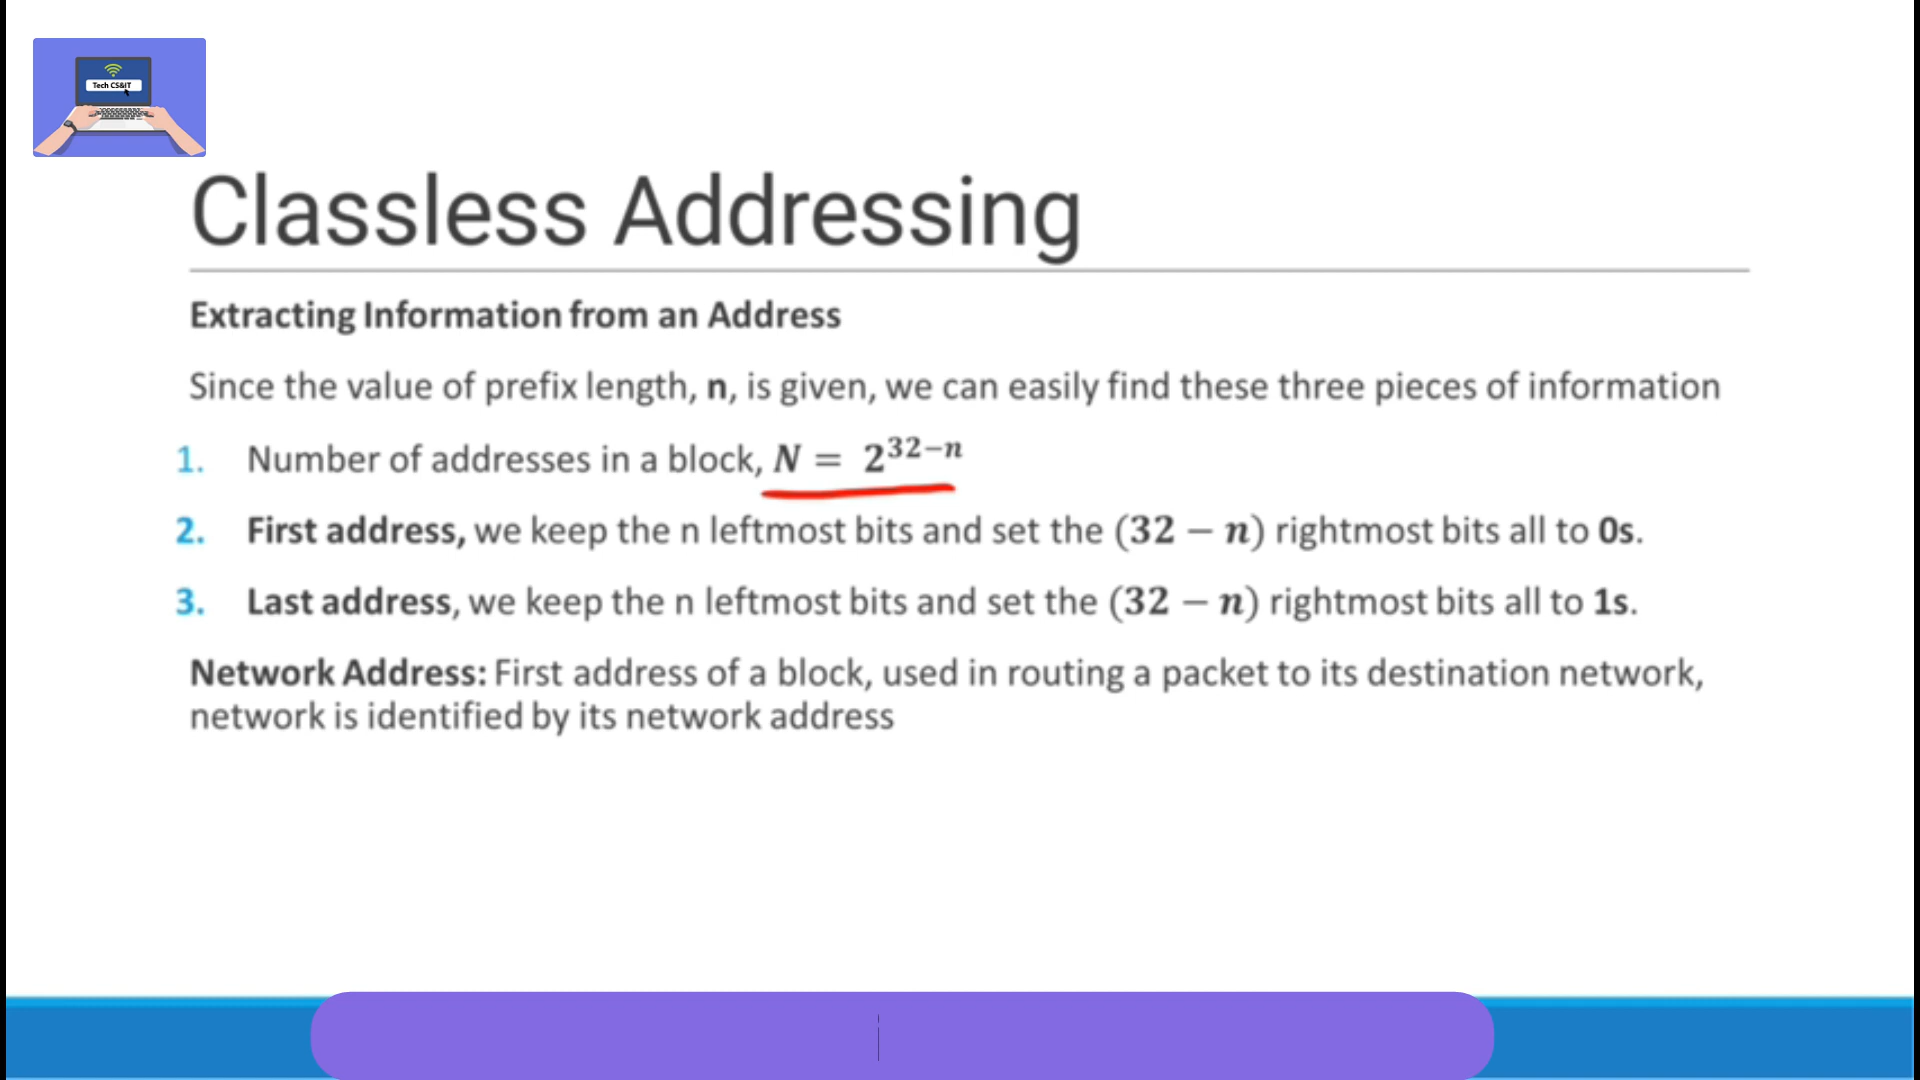 Tech CS&IT
Classless Addressing
Extracting Information from an Address
Since the value of prefix length, n, is given, we can easily find these three pieces of information
1. Number of addresses in a block, N = 2^{32−n}
2. First address, we keep the n leftmost bits and set the (32 − n) rightmost bits all to 0s.
3. Last address, we keep the n leftmost bits and set the (32 − n) rightmost bits all to 1s.
Network Address: First address of a block, used in routing a packet to its destination network,
network is identified by its network address